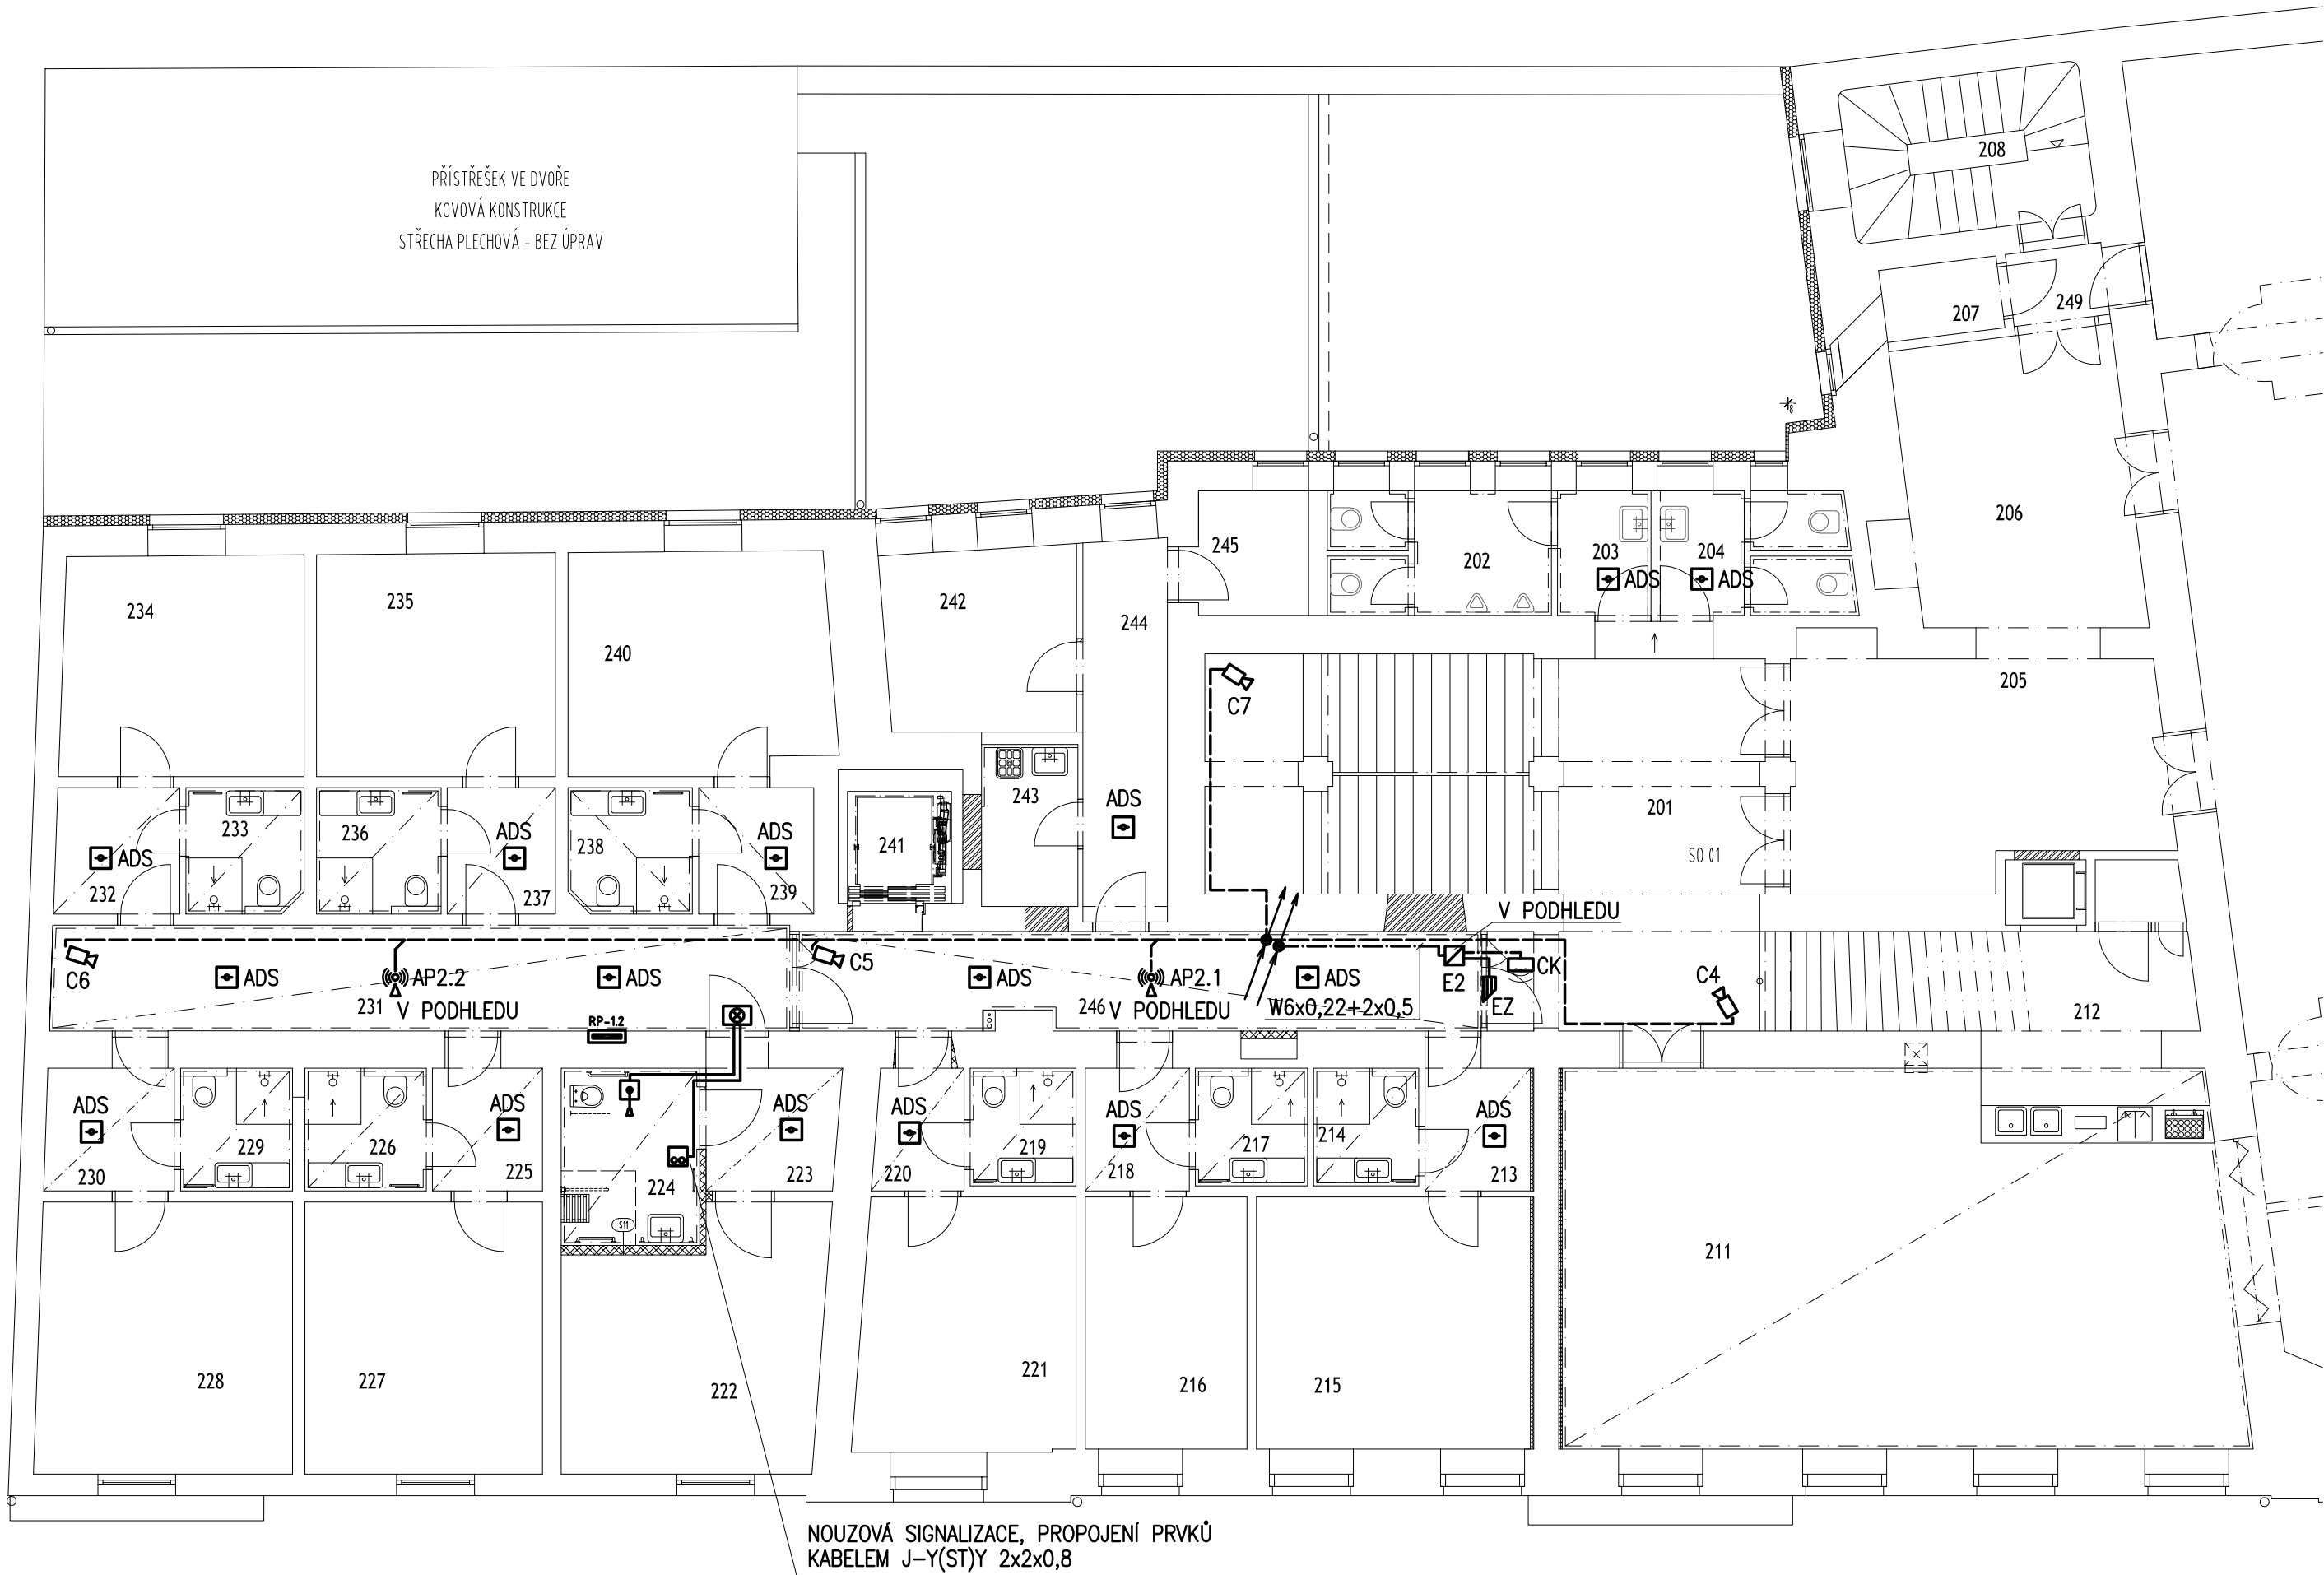 208
PŘÍSTŘEŠEK VE DVOŘE
KOVOVÁ KONSTRUKCE
STŘECHA PLECHOVÁ - BEZ ÚPRAV
207
249
8
206
245
202
203
204
ADS
ADS
234
235
240
242
244
205
C7
201
SO 01
233
236
238
241
243
ADS
ADS
ADS
ADS
232
237
239
V PODHLEDU
C6
ADS
AP2.2
ADS
C5
ADS
AP2.1
ADS
E2
CK
C4
231
V PODHLEDU
246
V PODHLEDU
W6x0,22+2x0,5
EZ
212
RP-1.2
ADS
ADS
ADS
ADS
ADS
ADS
230
229
226
225
224
223
220
219
218
217
214
213
S11
211
228
227
222
221
216
215
NOUZOVÁ SIGNALIZACE, PROPOJENÍ PRVKŮ
KABELEM J-Y(ST)Y 2x2x0,8